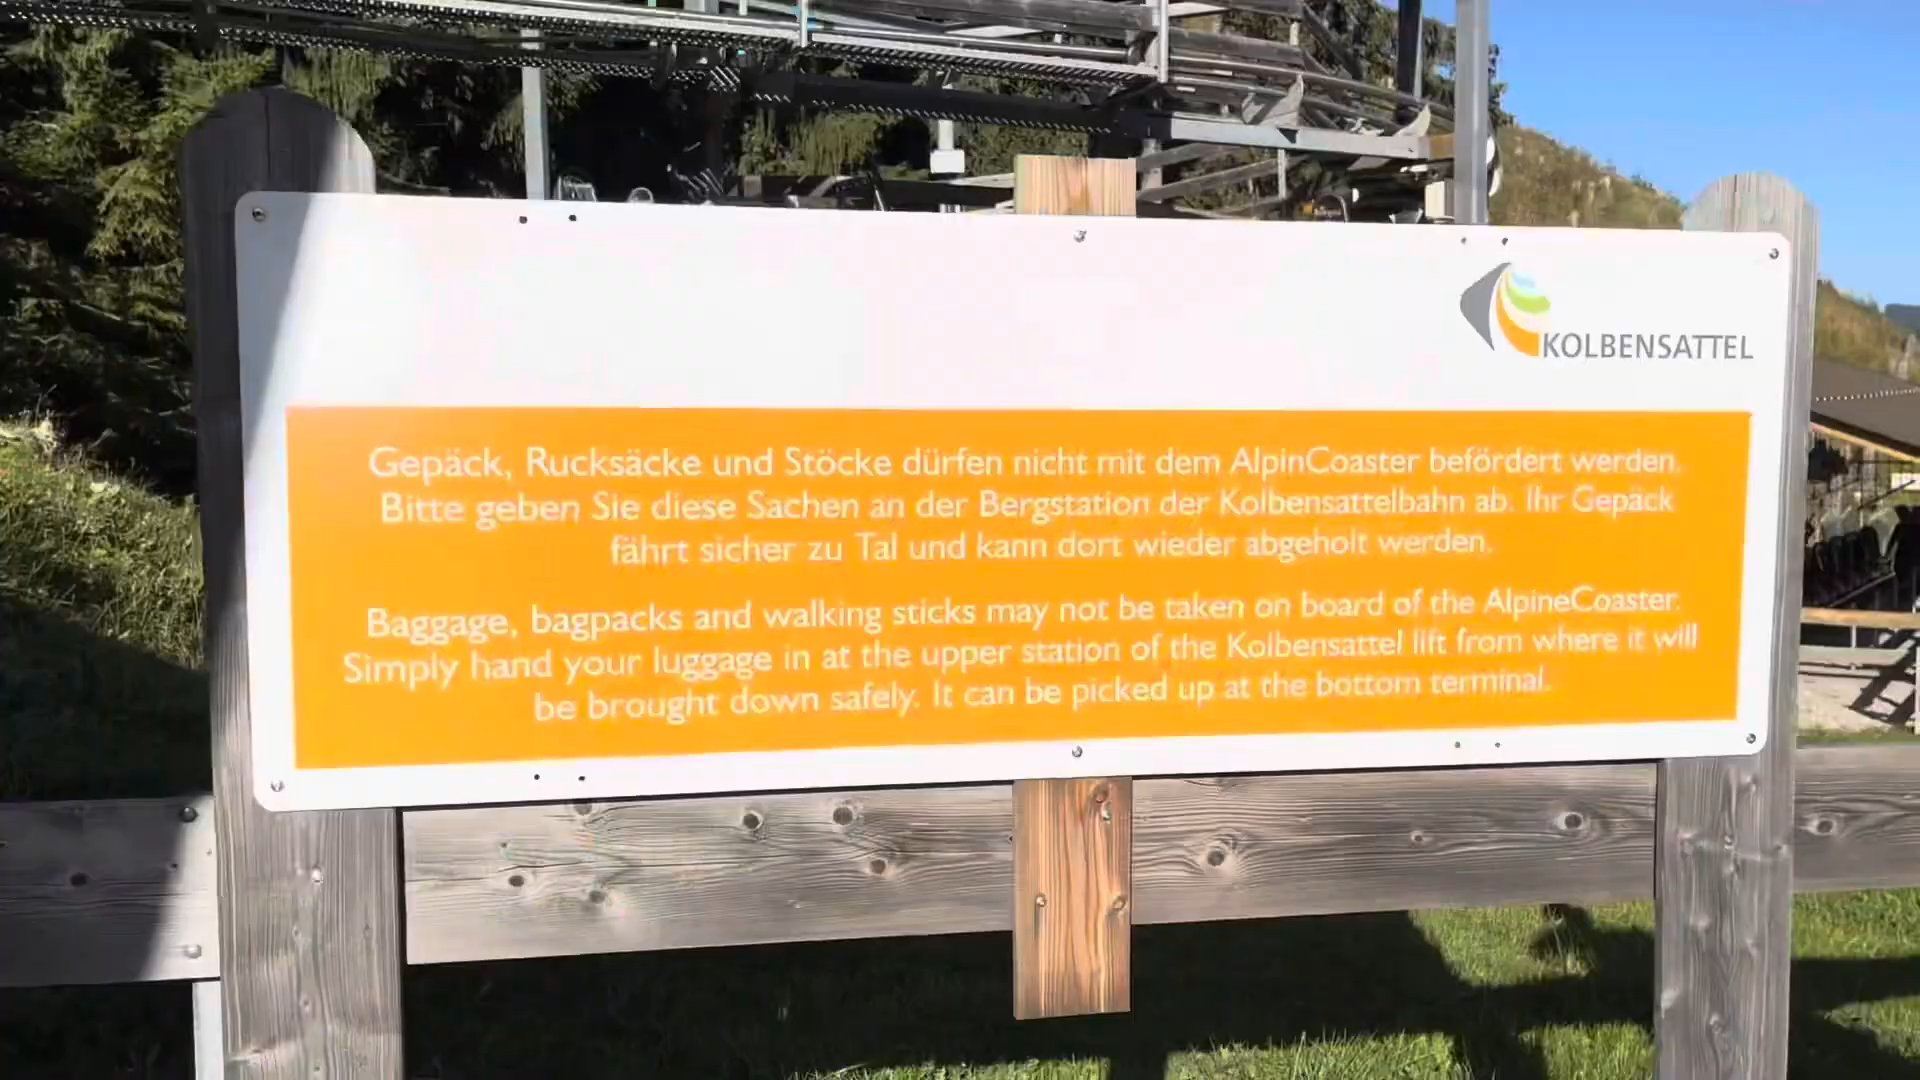 KOLBENSATTEL
Gepäck, Rucksäcke und Stöcke dürfen nicht mit dem AlpinCoaster befördert werden.
Bitte geben Sie diese Sachen an der Bergstation der Kolbensattelbahn ab. Ihr Gepäck
fährt sicher zu Tal und kann dort wieder abgeholt werden.
Baggage, bagpacks and walking sticks may not be taken on board of the AlpineCoaster.
Simply hand your luggage in at the upper station of the Kolbensattel lift from where it will
be brought down safely. It can be picked up at the bottom terminal.